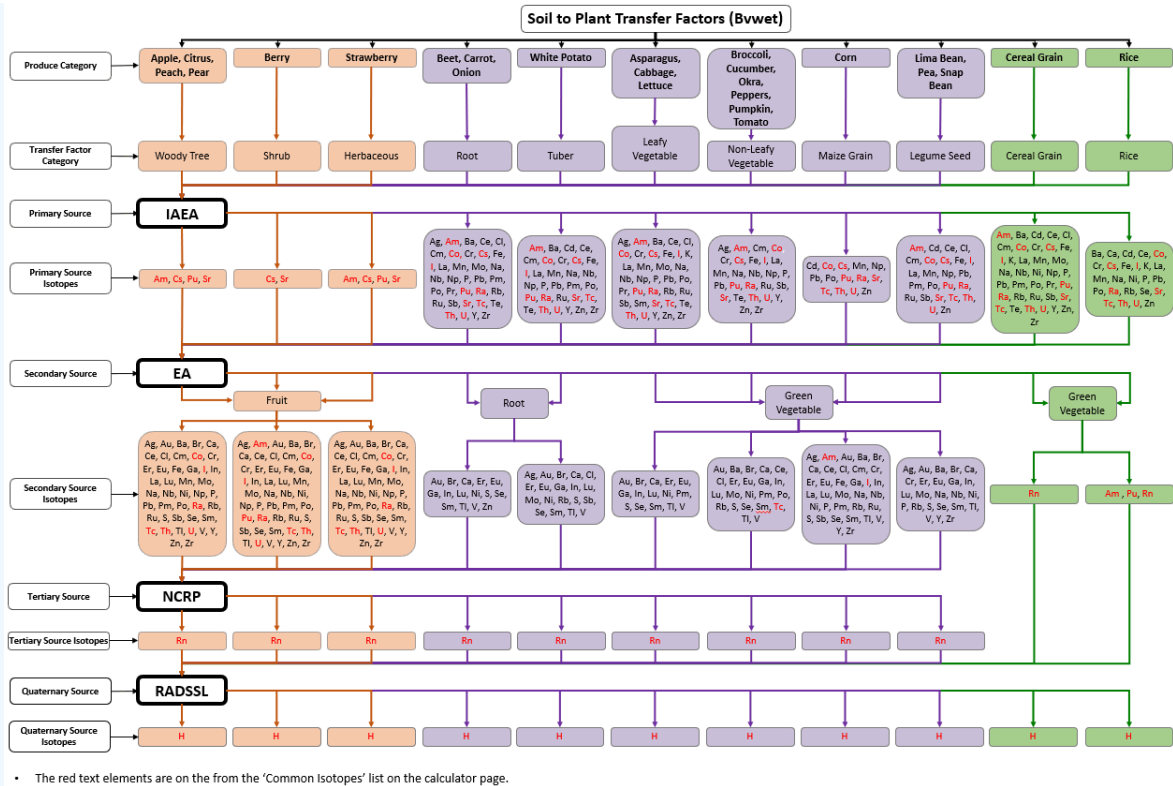 Soil to Plant Transfer Factors (Bvwet)
Produce Category
Apple, Citrus,
Peach, Pear
Berry
Strawberry
Beet, Carrot,
Onion
White Potato
Asparagus,
Cabbage,
Lettuce
Broccoli,
Cucumber,
Okra,
Peppers,
Pumpkin,
Tomato
Corn
Lima Bean,
Pea, Snap
Bean
Cereal Grain
Rice
Transfer Factor
Category
Woody Tree
Shrub
Herbaceous
Root
Tuber
Leafy
Vegetable
Non-Leafy
Vegetable
Maize Grain
Legume Seed
Cereal Grain
Rice
Primary Source
IAEA
Primary Source
Isotopes
Am, Cs, Pu, Sr
Cs, Sr
Am, Cs, Pu, Sr
Ag, Am, Ba, Ce, Cl,
Cm, Co, Cr, Cs, Fe,
I, La, Mn, Mo, Na,
Nb, Np, P, Pb, Pm,
Po, Pr, Pu, Ra, Rb,
Ru, Sb, Sr, Tc, Te,
Th, U, Y, Zn, Zr
Am, Ba, Cd, Ce,
Cm, Co, Cr, Cs, Fe,
I, La, Mn, Na, Nb,
Np, P, Pb, Pm, Po,
Pu, Ra, Ru, Sr, Tc,
Te, Th, U, Y, Zn, Zr
Ag, Am, Ba, Ce, Cl,
Co, Cr, Cs, Fe, I, K,
La, Mn, Mo, Na,
Nb, Np, P, Pb, Po,
Pr, Pu, Ra, Rb, Ru,
Sb, Sm, Sr, Tc, Te,
Th, U, Y, Zn, Zr
Ag, Am, Cm, Co
Cr, Cs, Fe, I, La,
Mn, Na, Nb, Np, P,
Pb, Pu, Ra, Ru, Sb,
Sr, Te, Th, U, Y,
Zn, Zr
Cd, Co, Cs, Mn, Np,
Pb, Po, Pu, Ra, Sr,
Tc, Th, U, Zn
Am, Cd, Ce, Cl,
Cm, Co, Cs, Fe, I,
La, Mn, Np, Pb,
Pm, Po, Pu, Ra,
Ru, Sb, Sr, Tc, Th,
U, Zn
Am, Ba, Cd, Ce, Cl,
Cm, Co, Cr, Cs, Fe,
I, K, La, Mn, Mo,
Na, Nb, Ni, Np, P,
Pb, Pm, Po, Pr, Pu,
Ra, Rb, Ru, Sb, Sr,
Tc, Te, Th, U, Y, Zn,
Zr
Ba, Ca, Cd, Ce, Co,
Cr, Cs, Fe, I, K, La,
Mn, Na, Ni, P, Pb,
Po, Ra, Rb, Se, Sr,
Tc, Th, U, Zn
Secondary Source
EA
Fruit
Root
Green
Vegetable
Green
Vegetable
Secondary Source
Isotopes
Ag, Au, Ba, Br, Ca,
Ce, Cl, Cm, Co, Cr,
Er, Eu, Fe, Ga, I, In,
La, Lu, Mn, Mo,
Na, Nb, Ni, Np, P,
Pb, Pm, Po, Ra, Rb,
Ru, S, Sb, Se, Sm,
Tc, Th, Tl, U, V, Y,
Zn, Zr
Ag, Am, Au, Ba, Br,
Ca, Ce, Cl, Cm, Co,
Cr, Er, Eu, Fe, Ga,
I, In, La, Lu, Mn,
Mo, Na, Nb, Ni,
Np, P, Pb, Pm, Po,
Pu, Ra, Rb, Ru, S,
Sb, Se, Sm, Tc, Th,
Tl, U, V, Y, Zn, Zr
Ag, Au, Ba, Br, Ca,
Ce, Cl, Cm, Co, Cr,
Er, Eu, Fe, Ga, I, In,
La, Lu, Mn, Mo,
Na, Nb, Ni, Np, P,
Pb, Pm, Po, Ra, Rb,
Ru, S, Sb, Se, Sm,
Tc, Th, Tl, U, V, Y,
Zn, Zr
Au, Br, Ca, Er, Eu,
Ga, In, Lu, Ni, S, Se,
Sm, Tl, V, Zn
Ag, Au, Br, Ca, Cl,
Er, Eu, Ga, In, Lu,
Mo, Ni, Rb, S, Sb,
Se, Sm, Tl, V
Au, Br, Ca, Er, Eu,
Ga, In, Lu, Ni, Pm,
S, Se, Sm, Tl, V
Au, Ba, Br, Ca, Ce,
Cl, Er, Eu, Ga, In,
Lu, Mo, Ni, Pm, Po,
Rb, S, Se, Sm, Tc,
Tl, V
Ag, Am, Au, Ba, Br,
Ca, Ce, Cl, Cm, Cr,
Er, Eu, Fe, Ga, I, In,
La, Lu, Mo, Na, Nb,
Ni, P, Pm, Rb, Ru,
S, Sb, Se, Sm, Tl, V,
Y, Zr
Ag, Au, Ba, Br, Ca,
Cr, Er, Eu, Ga, In,
Lu, Mo, Na, Nb, Ni,
P, Rb, S, Se, Sm, Tl,
V, Y, Zr
Rn
Am , Pu, Rn
Tertiary Source
NCRP
Tertiary Source Isotopes
Rn
Rn
Rn
Rn
Rn
Rn
Rn
Rn
Rn
Quaternary Source
RADSSL
Quaternary Source
Isotopes
H
H
H
H
H
H
H
H
H
H
H
• The red text elements are on the from the 'Common Isotopes' list on the calculator page.